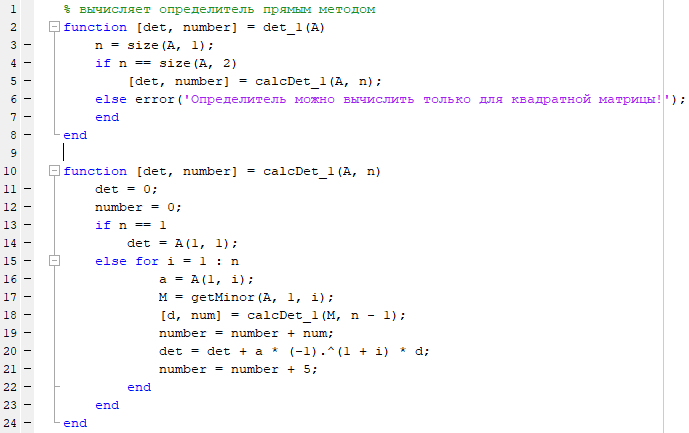 1 % вычисляет определитель прямым методом
2 function [det, number] = det_1(A)
3 n = size(A, 1);
4 if n == size(A, 2)
5 [det, number] = calcDet_1(A, n);
6 else error('Определитель можно вычислить только для квадратной матрицы!');
7 end
8 end
9
10 function [det, number] = calcDet_1(A, n)
11 det = 0;
12 number = 0;
13 if n == 1
14 det = A(1, 1);
15 else for i = 1 : n
16 a = A(1, i);
17 M = getMinor(A, 1, i);
18 [d, num] = calcDet_1(M, n - 1);
19 number = number + num;
20 det = det + a * (-1).^(1 + i) * d;
21 number = number + 5;
22 end
23 end
24 end